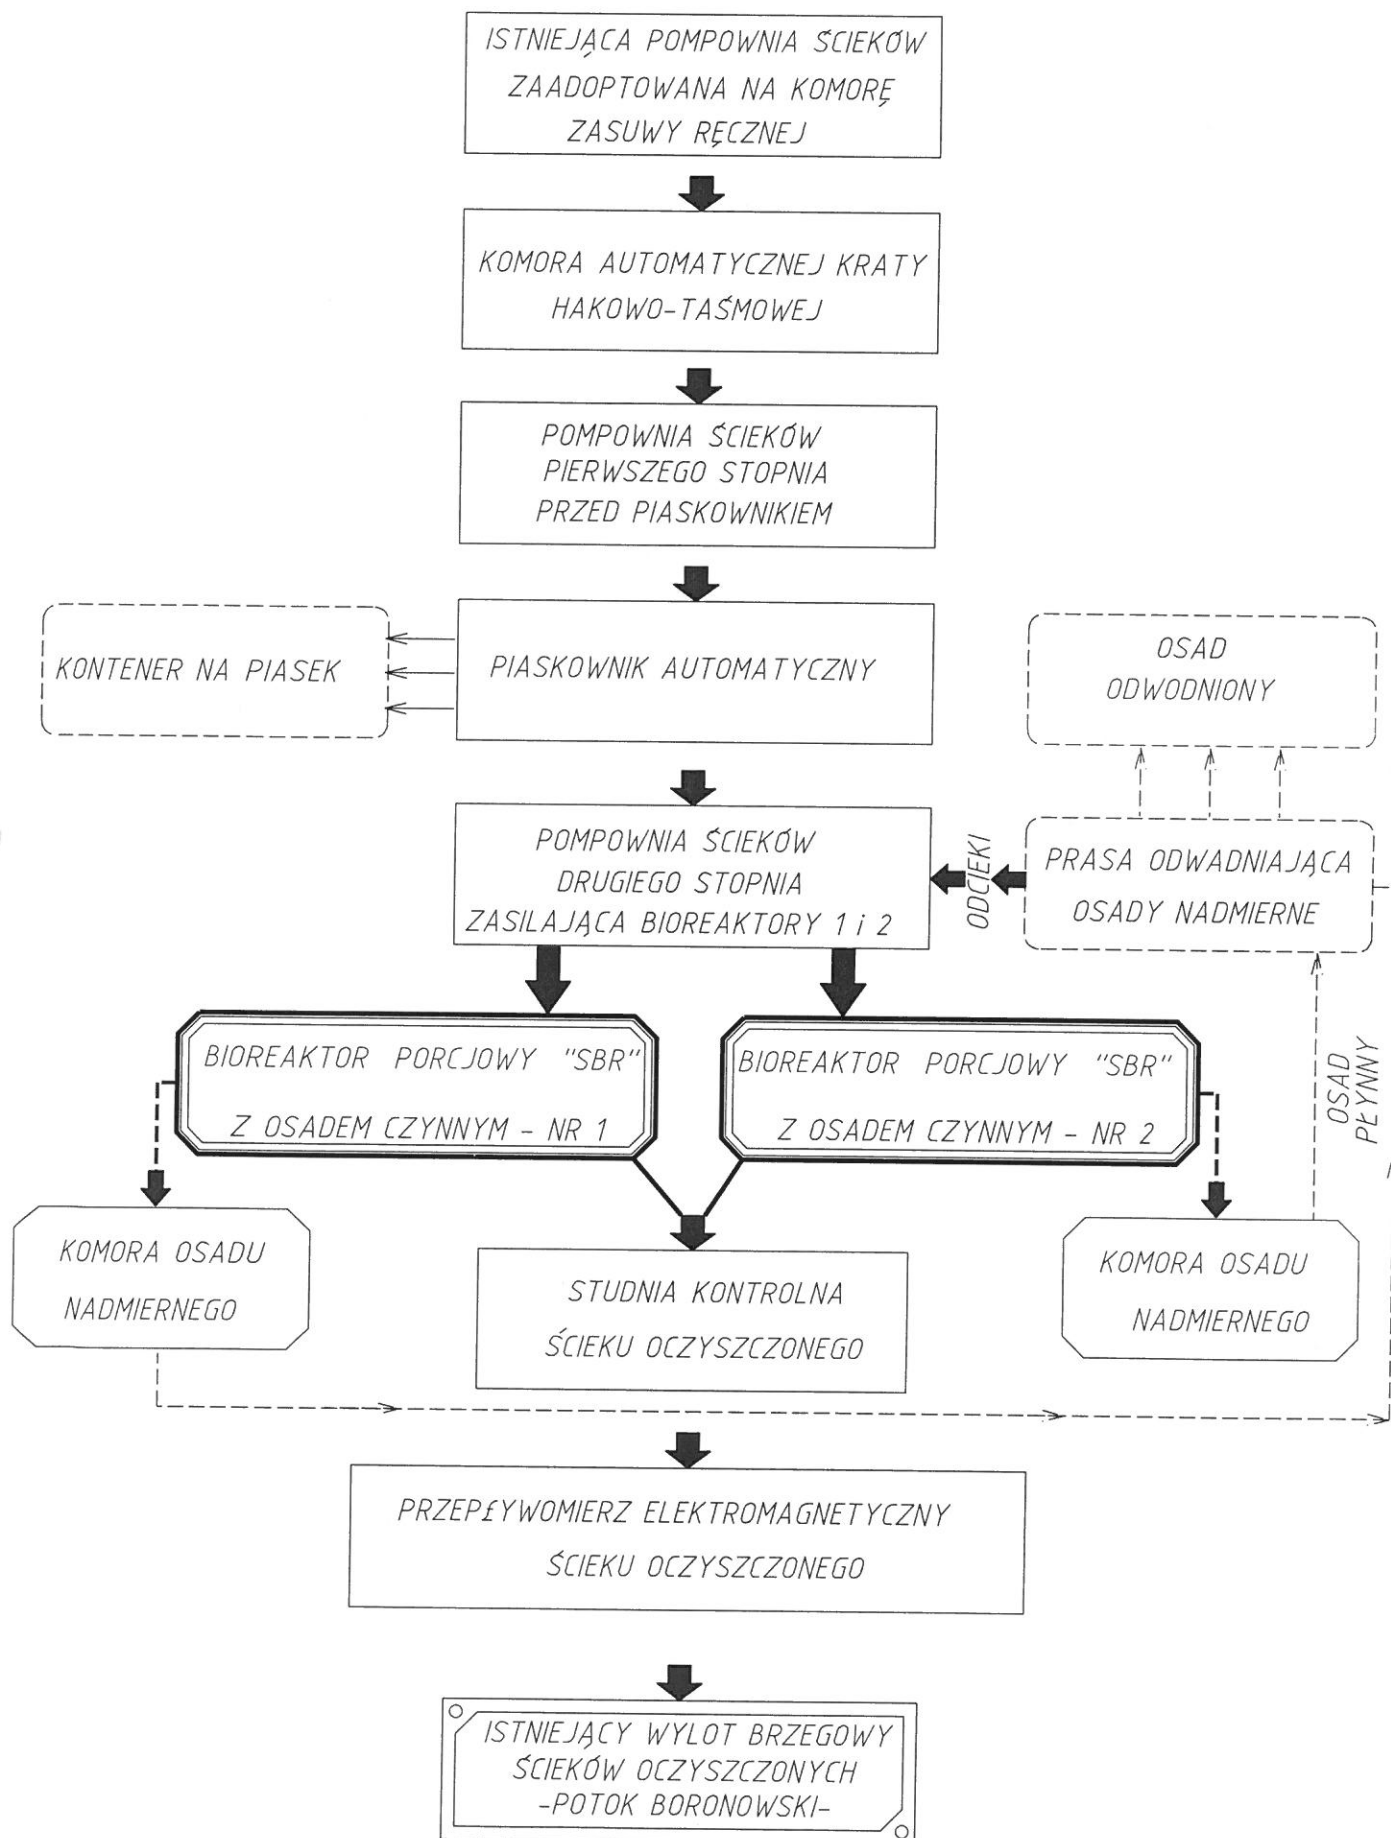 ISTNIEJĄCA POMPOWNIA ŚCIEKÓW
ZAADOPTOWANA NA KOMORĘ
ZASUWY RĘCZNEJ
KOMORA AUTOMATYCZNEJ KRATY
HAKOWO-TAŚMOWEJ
POMPOWNIA ŚCIEKÓW
PIERWSZEGO STOPNIA
PRZED PIASKOWNIKIEM
KONTENER NA PIASEK
PIASKOWNIK AUTOMATYCZNY
OSAD
ODWODNIONY
POMPOWNIA ŚCIEKÓW
DRUGIEGO STOPNIA
ZASILAJĄCA BIOREAKTORY 1 i 2
ODCIEKI
PRASA ODWADNIAJĄCA
OSADY NADMIERNE
BIOREAKTOR PORCJOWY "SBR"
Z OSADEM CZYNNYM - NR 1
BIOREAKTOR PORCJOWY "SBR"
Z OSADEM CZYNNYM - NR 2
OSAD
PŁYNNY
KOMORA OSADU
NADMIERNEGO
STUDNIA KONTROLNA
ŚCIEKU OCZYSZCZONEGO
KOMORA OSADU
NADMIERNEGO
PRZEP£YWOMIERZ ELEKTROMAGNETYCZNY
ŚCIEKU OCZYSZCZONEGO
ISTNIEJĄCY WYLOT BRZEGOWY
ŚCIEKÓW OCZYSZCZONYCH
-POTOK BORONOWSKI-